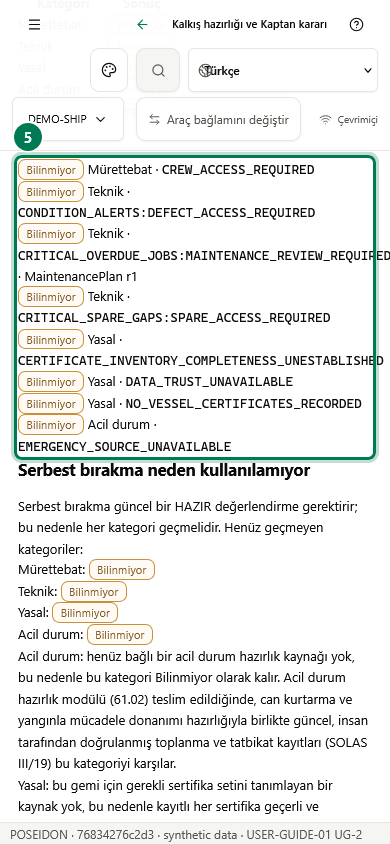 Kategori Sonuç
Mürettebat
Teknik
Yasal
Acil durum
Kalkış hazırlığı ve Kaptan kararı
Türkçe
DEMO-SHIP
Araç bağlamını değiştir
Çevrimiçi
5
Bilinmiyor Mürettebat · CREW_ACCESS_REQUIRED
Bilinmiyor Teknik ·
CONDITION_ALERTS:DEFECT_ACCESS_REQUIRED
Bilinmiyor Teknik ·
CRITICAL_OVERDUE_JOBS:MAINTENANCE_REVIEW_REQUIRED
· MaintenancePlan r1
Bilinmiyor Teknik ·
CRITICAL_SPARE_GAPS:SPARE_ACCESS_REQUIRED
Bilinmiyor Yasal ·
CERTIFICATE_INVENTORY_COMPLETENESS_UNESTABLISHED
Bilinmiyor Yasal · DATA_TRUST_UNAVAILABLE
Bilinmiyor Yasal · NO_VESSEL_CERTIFICATES_RECORDED
Bilinmiyor Acil durum ·
EMERGENCY_SOURCE_UNAVAILABLE
Serbest bırakma neden kullanılamıyor
Serbest bırakma güncel bir HAZIR değerlendirme gerektirir;
bu nedenle her kategori geçmelidir. Henüz geçmeyen
kategoriler:
Mürettebat: Bilinmiyor
Teknik: Bilinmiyor
Yasal: Bilinmiyor
Acil durum: Bilinmiyor
Acil durum: henüz bağlı bir acil durum hazırlık kaynağı yok,
bu nedenle bu kategori Bilinmiyor olarak kalır. Acil durum
hazırlık modülü (61.02) teslim edildiğinde, can kurtarma ve
yangınla mücadele donanımı hazırlığıyla birlikte güncel, insan
tarafından doğrulanmış toplanma ve tatbikat kayıtları (SOLAS
III/19) bu kategoriyi karşılar.
Yasal: bu gemi için gerekli sertifika setini tanımlayan bir
kaynak yok, bu nedenle kayıtlı her sertifika geçerli ve
POSEIDON · 76834276c2d3 · synthetic data · USER-GUIDE-01 UG-2